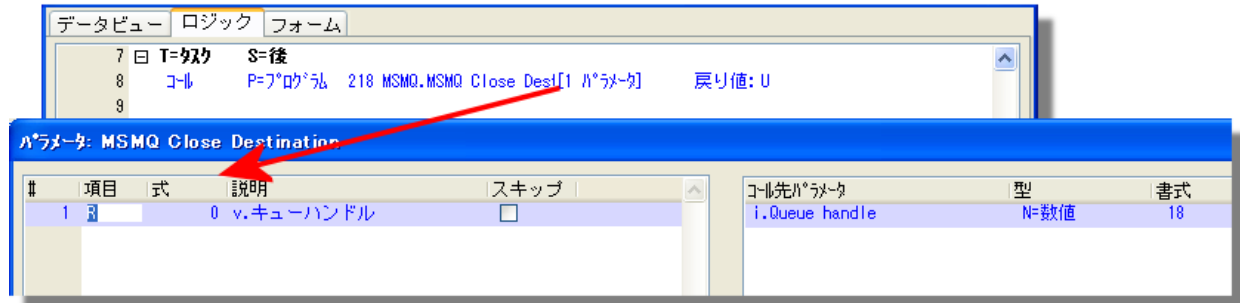 データビュー ロジック フォーム
7 T=ﾀｽｸ S=後
8 ｺｰﾙ P=ﾌﾟﾛｸﾞﾗﾑ 218 MSMQ.MSMQ Close Dest[1 ﾊﾟﾗﾒｰﾀ] 戻り値: U
9
ﾊﾟﾗﾒｰﾀ: MSMQ Close Destination
# 項目 式 説明 スキップ ｺｰﾙ先ﾊﾟﾗﾒｰﾀ 型 書式
1 R 0 v.キューハンドル i.Queue handle N=数値 18